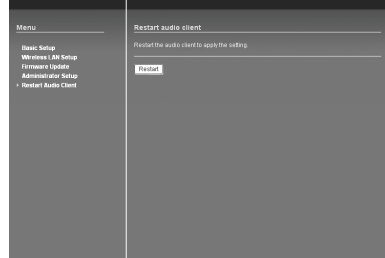 Menu
Basic Setup
Wireless LAN Setup
Firmware Update
Administrator Setup
Restart Audio Client
Restart audio client
Restart the audio client to apply the setting.
Restart